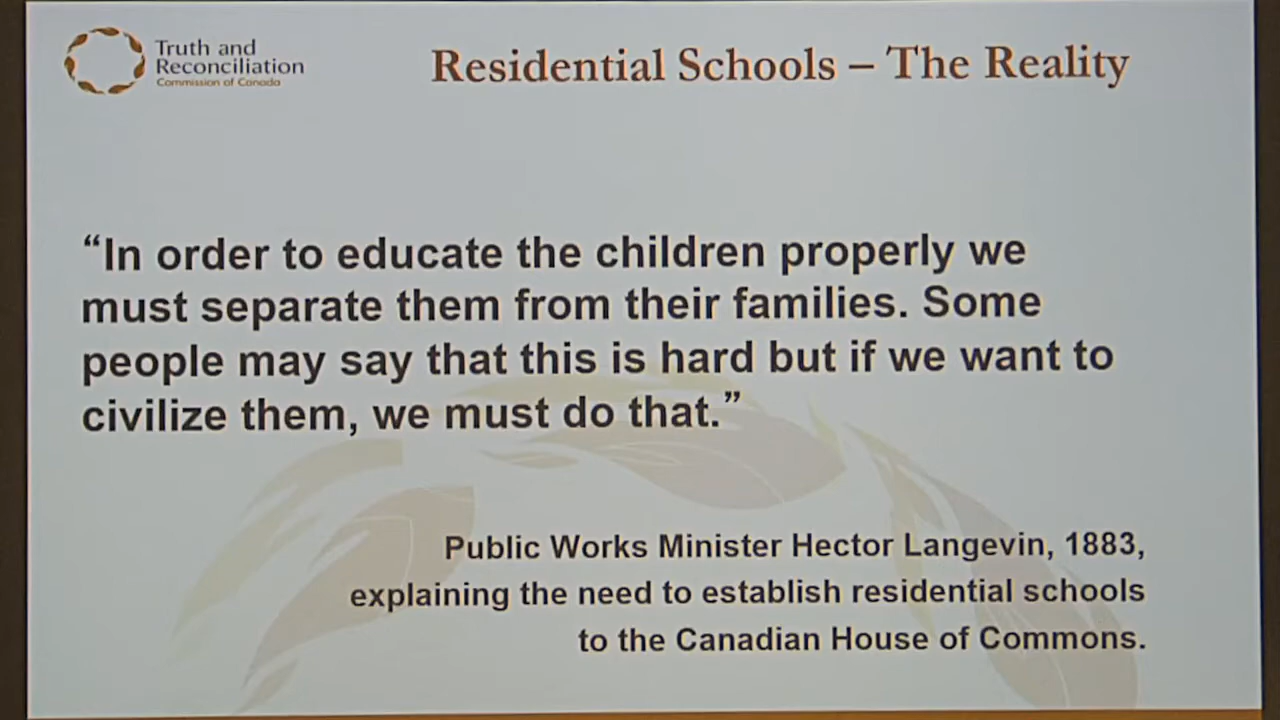 Truth and
Reconciliation
Commission of Canada
Residential Schools – The Reality
“In order to educate the children properly we
must separate them from their families. Some
people may say that this is hard but if we want to
civilize them, we must do that.”
Public Works Minister Hector Langevin, 1883,
explaining the need to establish residential schools
to the Canadian House of Commons.